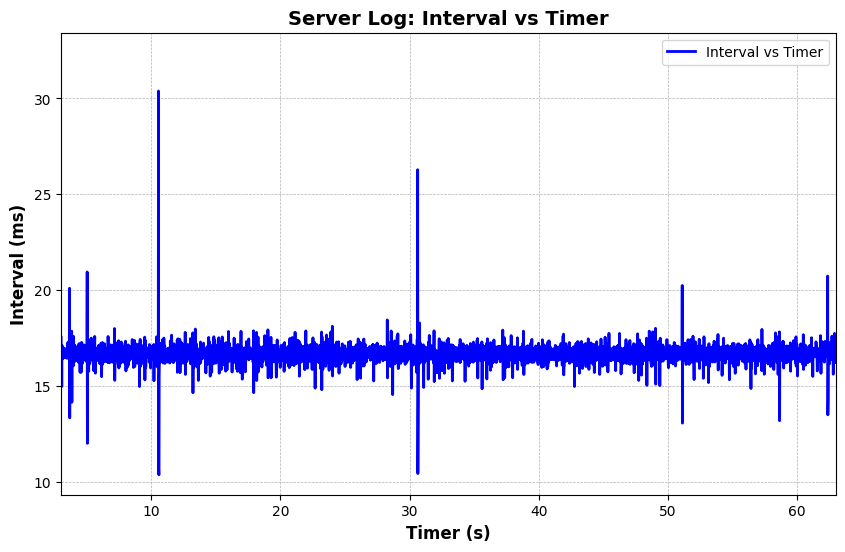 Server Log: Interval vs Timer
Interval vs Timer
30
25
20
15
10
Interval (ms)
10 20 30 40 50 60
Timer (s)